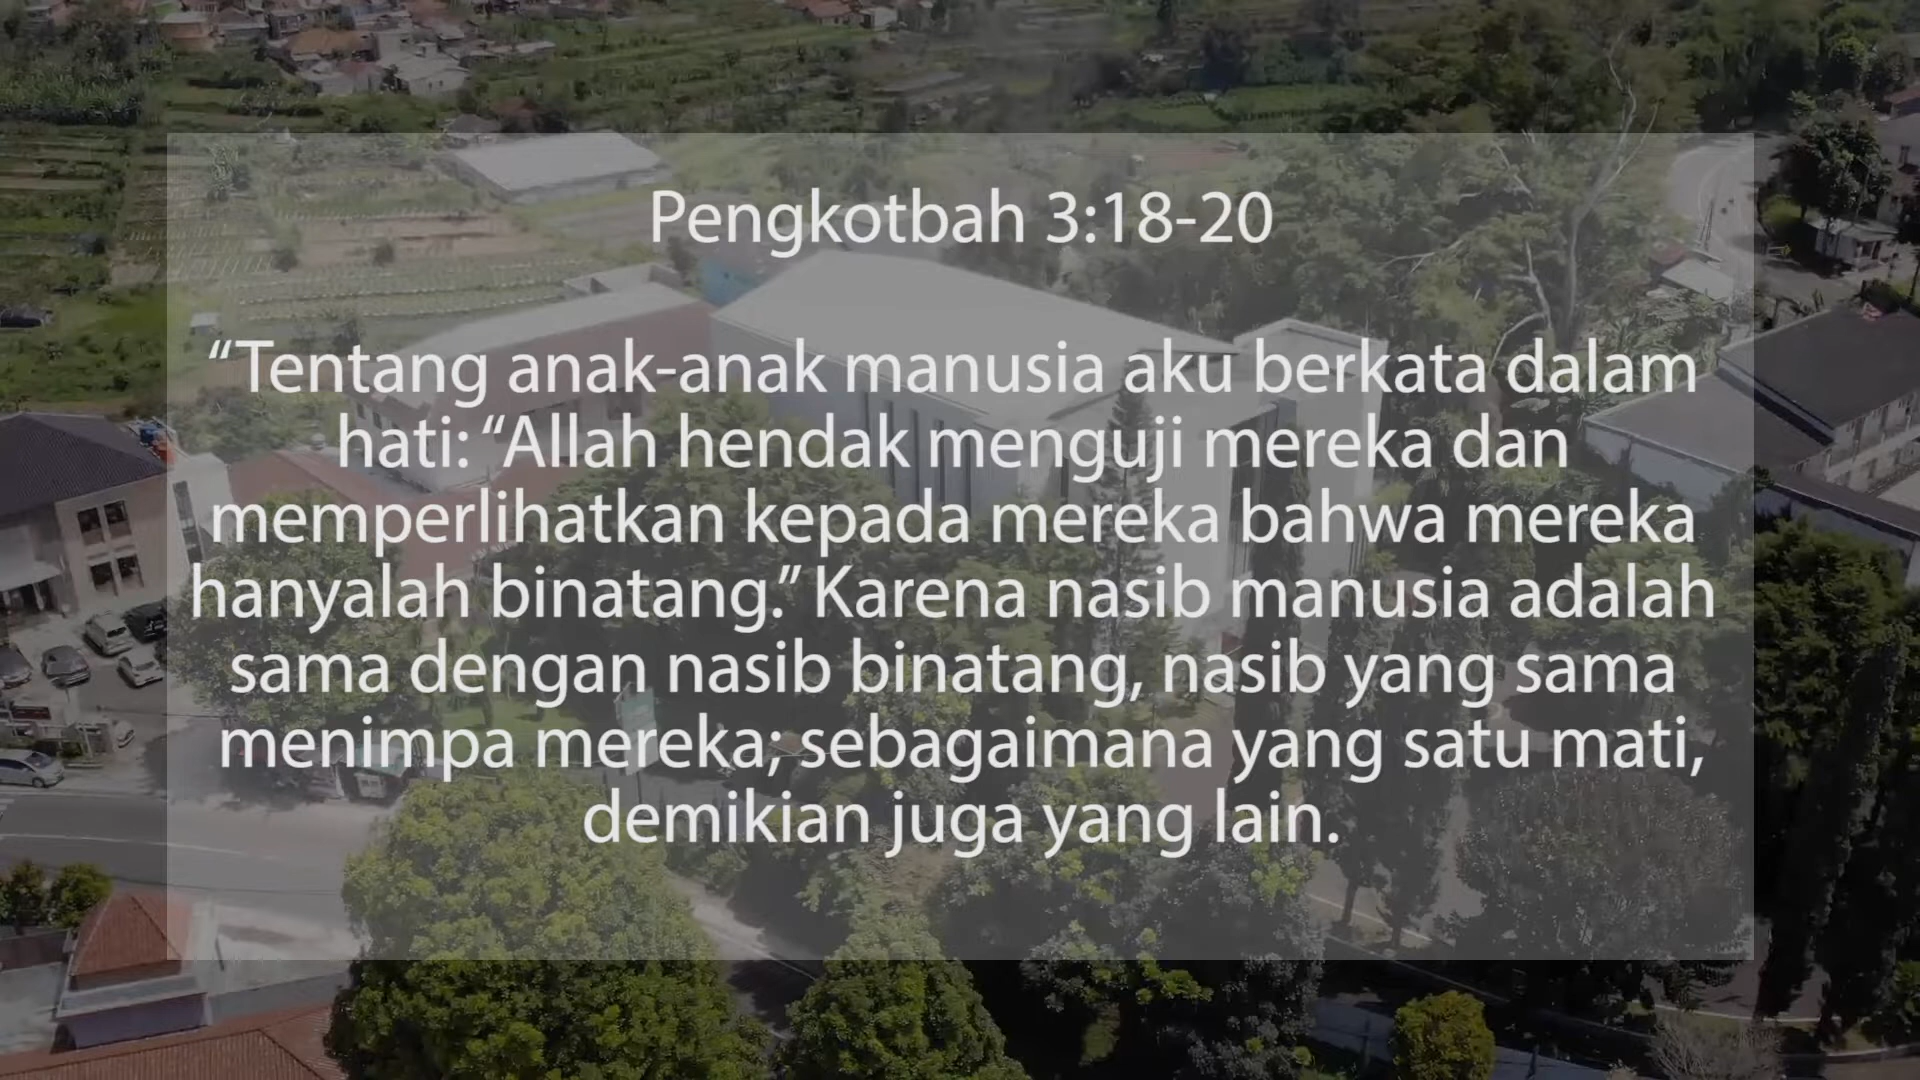 Pengkotbah 3:18-20
“Tentang anak-anak manusia aku berkata dalam
hati: “Allah hendak menguji mereka dan
memperlihatkan kepada mereka bahwa mereka
hanyalah binatang.” Karena nasib manusia adalah
sama dengan nasib binatang, nasib yang sama
menimpa mereka; sebagaimana yang satu mati,
demikian juga yang lain.